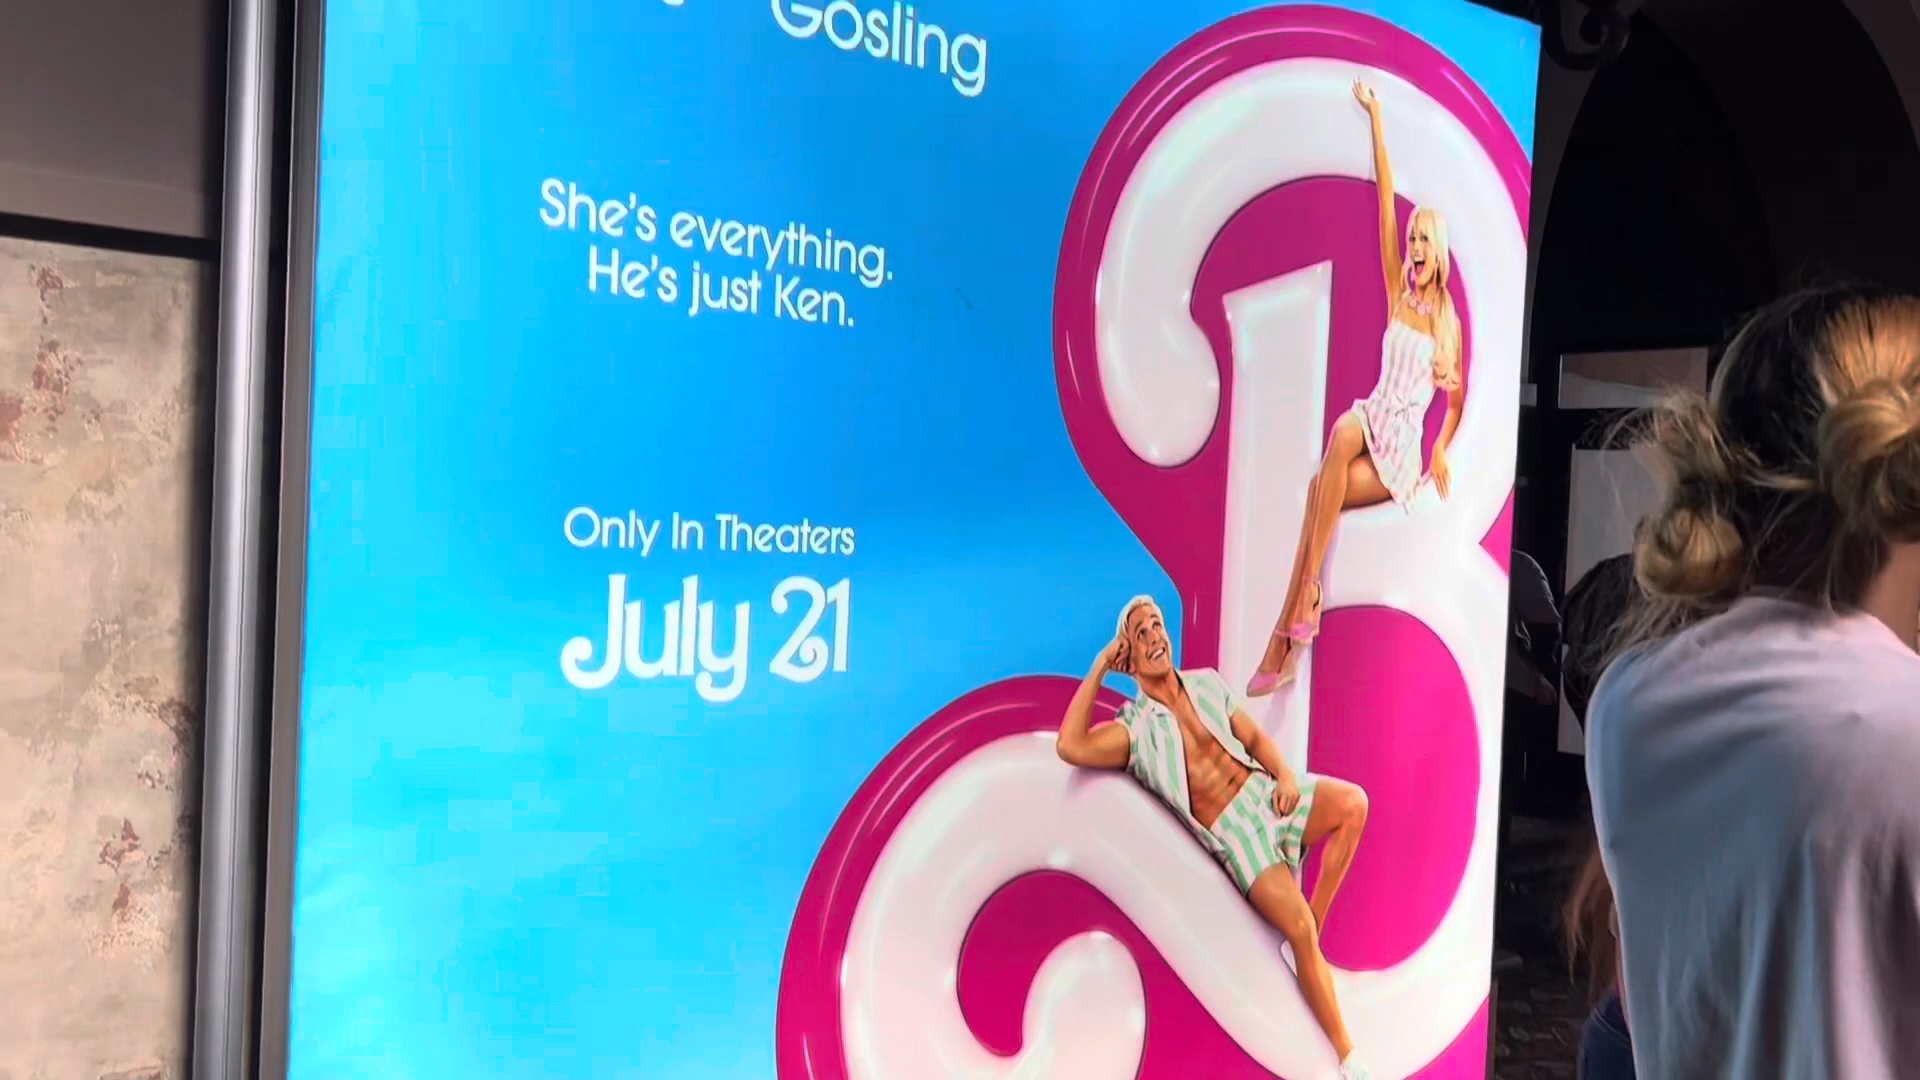 Gosling
She's everything.
He's just Ken.
Only In Theaters
July 21
B